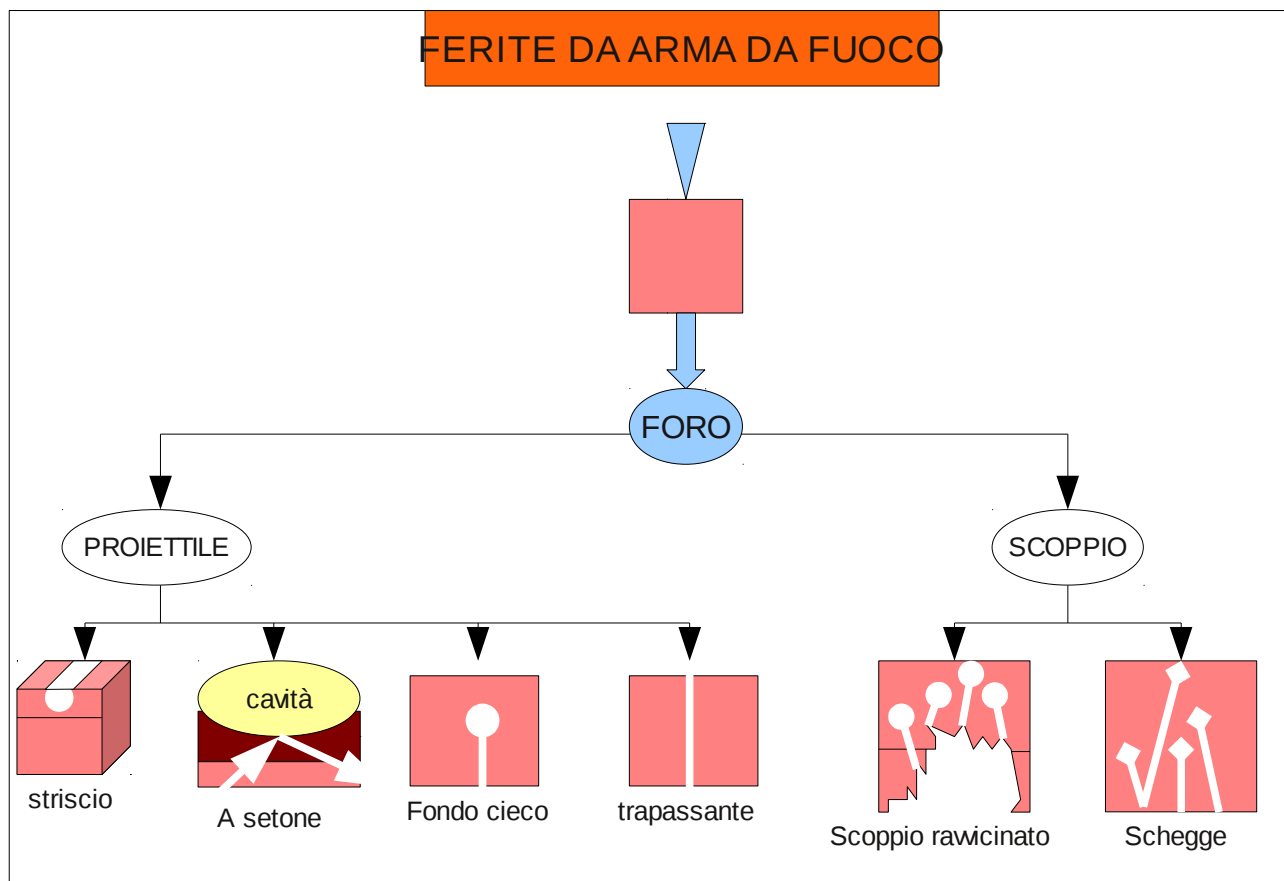 FERITE DA ARMA DA FUOCO
FORO
PROIETTILE
SCOPPIO
cavità
striscio
A setone
Fondo cieco
trapassante
Scoppio ravvicinato
Schegge